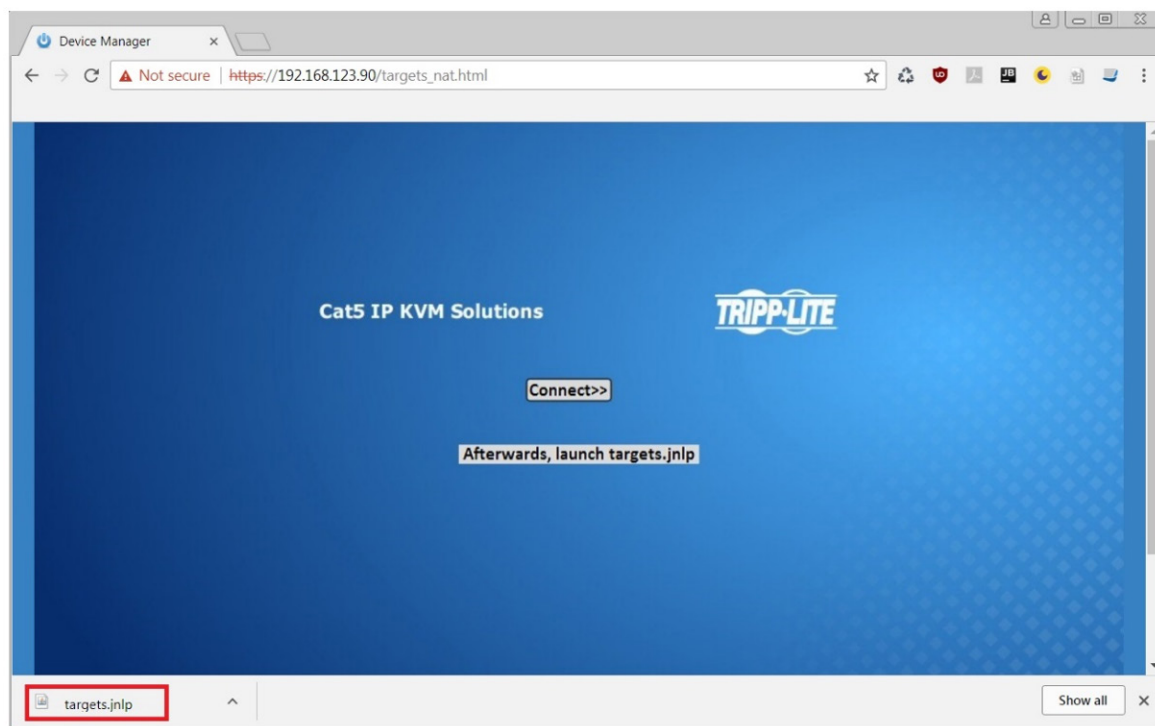 Device Manager
Not secure https://192.168.123.90/targets_nat.html
Cat5 IP KVM Solutions
TRIPP·LITE
Connect>>
Afterwards, launch targets.jnlp
targets.jnlp
Show all